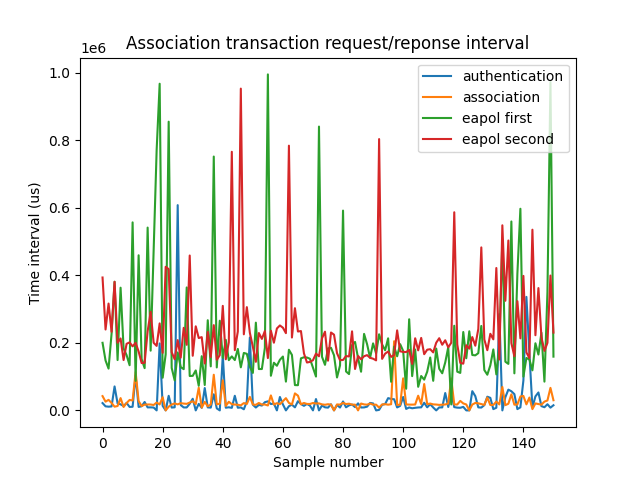 Association transaction request/reponse interval
1e6
1.0
0.8
0.6
0.4
0.2
0.0
Time interval (us)
authentication
association
eapol first
eapol second
0 20 40 60 80 100 120 140
Sample number